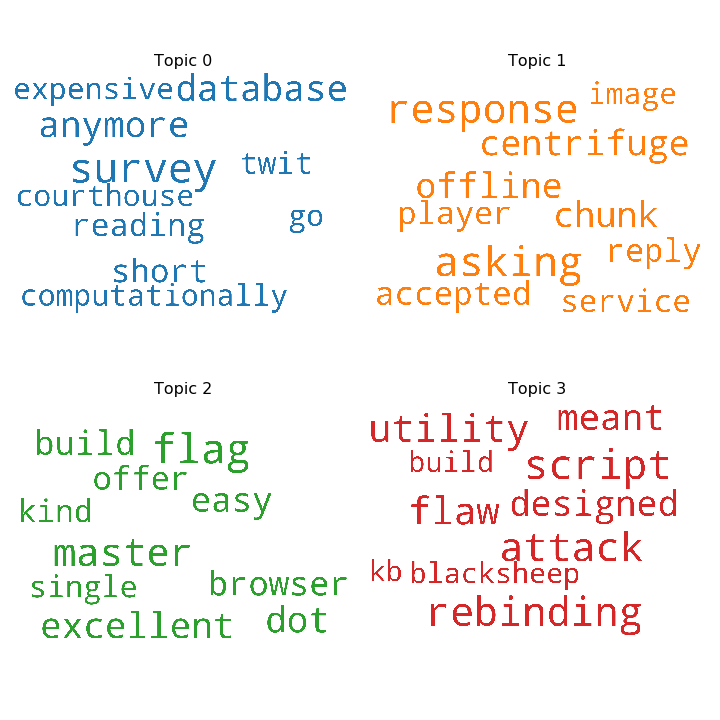 Topic 0
expensive database
anymore
survey twit
courthouse
reading go
short
computationally
Topic 1
image
response
centrifuge
offline
player chunk
asking reply
accepted service
Topic 2
build flag
offer
kind easy
master
single browser
excellent dot
Topic 3
utility meant
build script
flaw designed
attack
kb blacksheep
rebinding